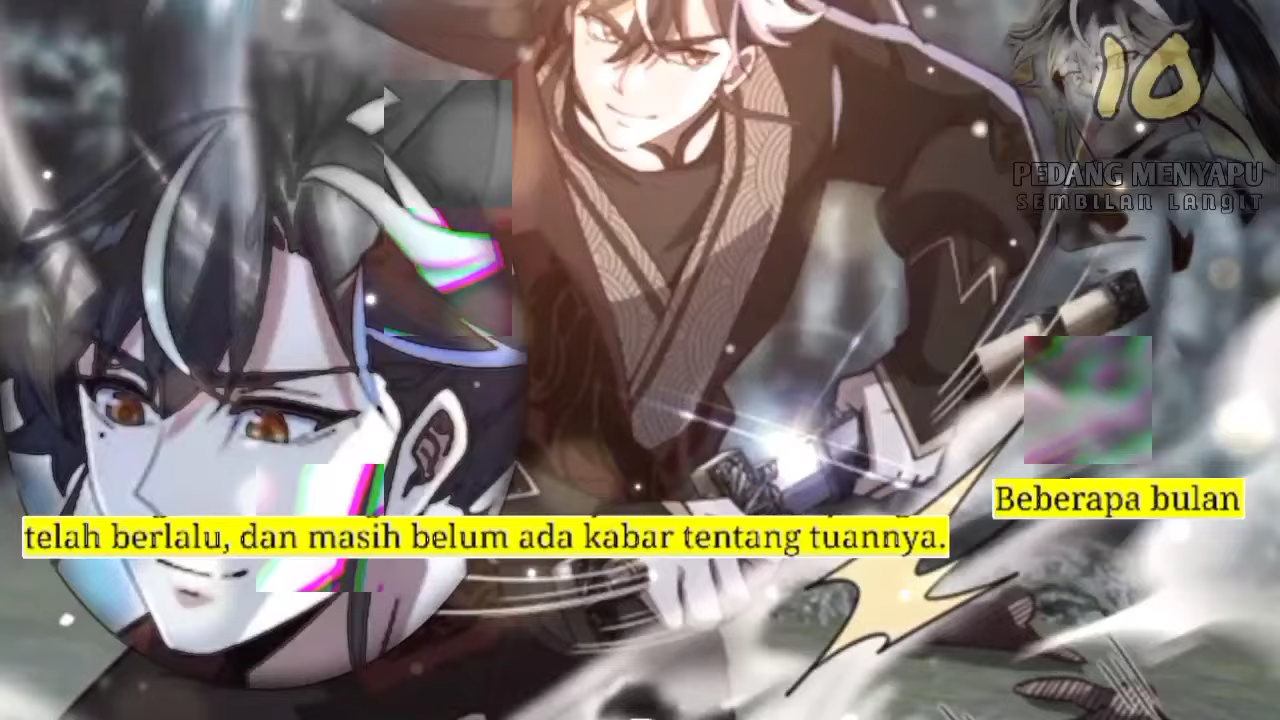 10
PEDANG MENYAPU
SEMBILAN LANGIT
Beberapa bulan
telah berlalu, dan masih belum ada kabar tentang tuannya.